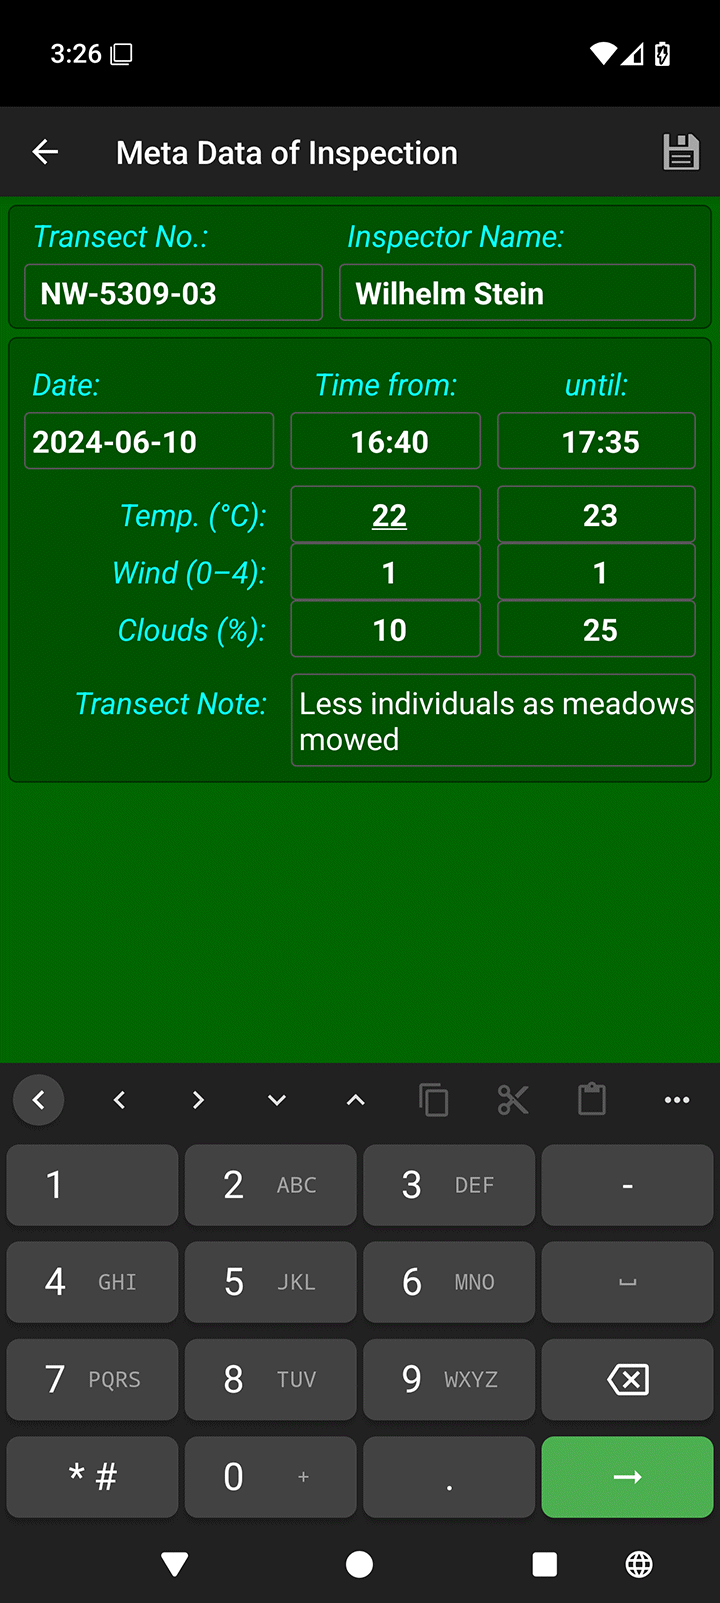 3:26
Meta Data of Inspection
Transect No.: Inspector Name:
NW-5309-03 Wilhelm Stein
Date: Time from: until:
2024-06-10 16:40 17:35
Temp. (°C): 22 23
Wind (0–4): 1 1
Clouds (%): 10 25
Transect Note: Less individuals as meadows
mowed
1 2 ABC 3 DEF -
4 GHI 5 JKL 6 MNO
7 PQRS 8 TUV 9 WXYZ
* # 0 + .